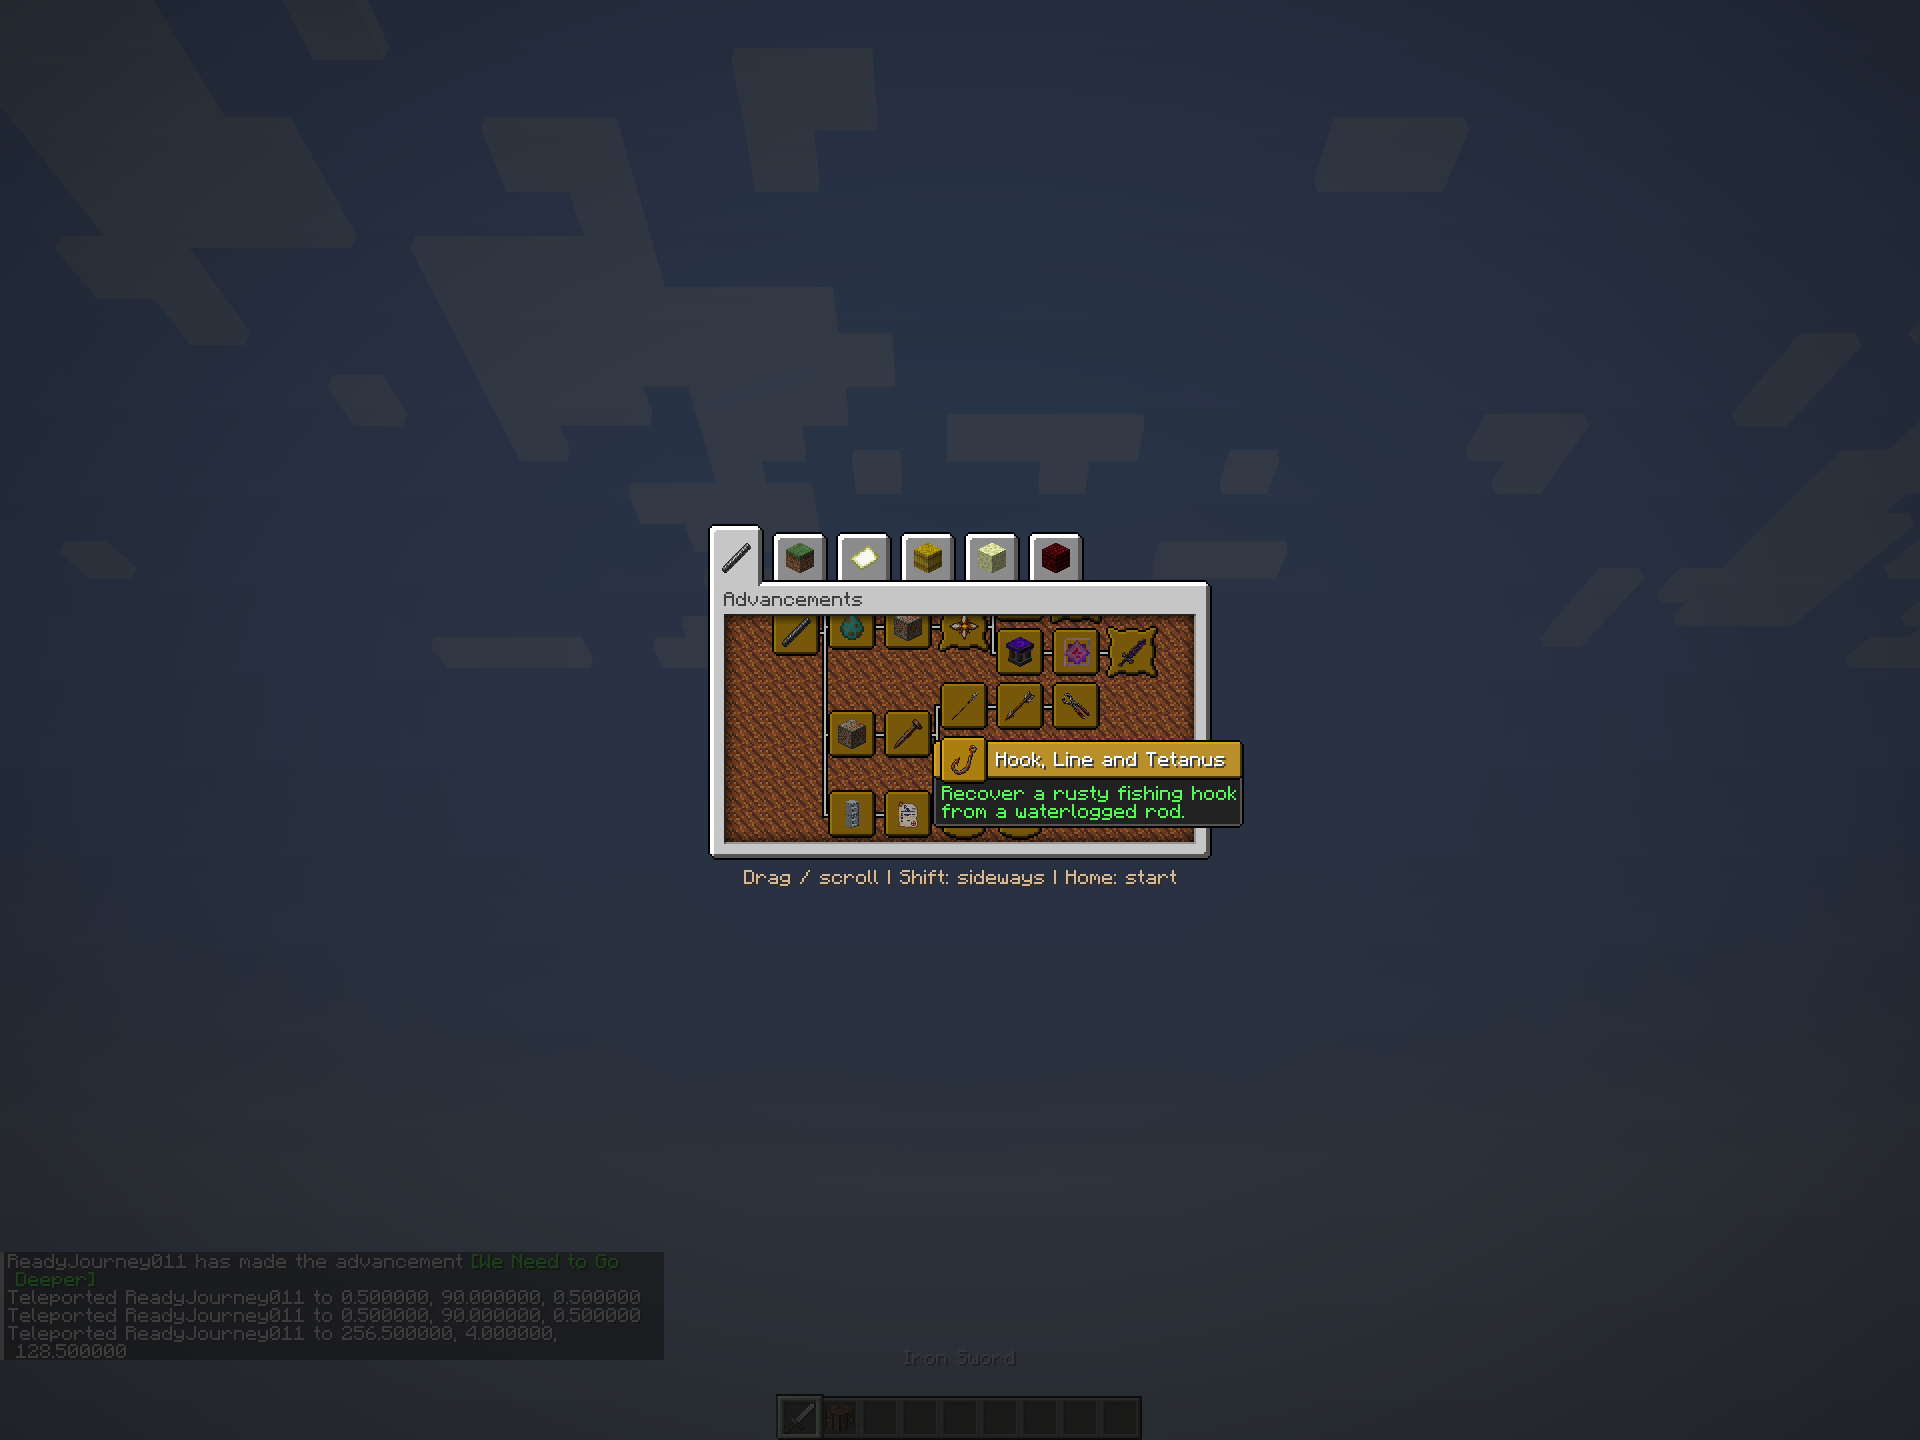 Advancements
Hook, Line and Tetanus
Recover a rusty fishing hook
from a waterlogged rod.
Drag / scroll | Shift: sideways | Home: start
ReadyJourney011 has made the advancement [We Need to Go
Deeper]
Teleported ReadyJourney011 to 0.500000, 90.000000, 0.500000
Teleported ReadyJourney011 to 0.500000, 90.000000, 0.500000
Teleported ReadyJourney011 to 256.500000, 4.000000,
128.500000
Iron Sword